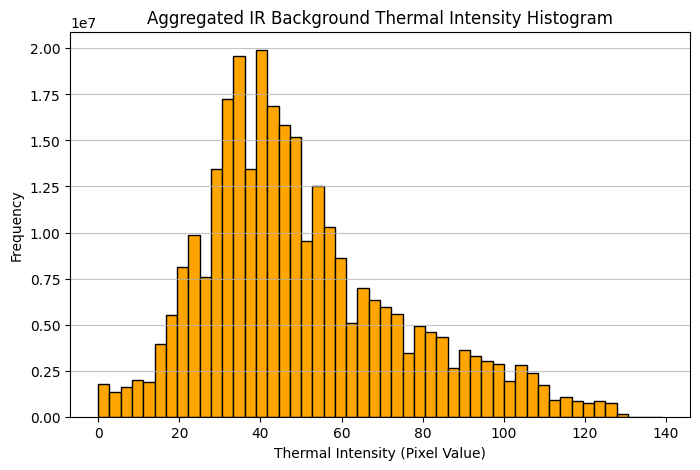 Aggregated IR Background Thermal Intensity Histogram
1e7
2.00
1.75
1.50
1.25
1.00
0.75
0.50
0.25
0.00
Frequency
0 20 40 60 80 100 120 140
Thermal Intensity (Pixel Value)